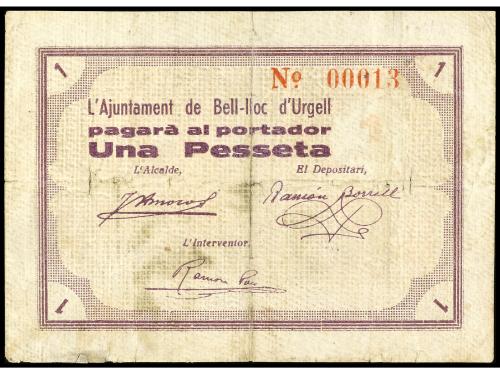 1 1
Nº 00013
L'Ajuntament de Bell-lloc d'Urgell
pagarà al portador
Una Pesseta
L'Alcalde, El Depositari,
Ramón Borrell
L'Interventor,
Ramon
1 1